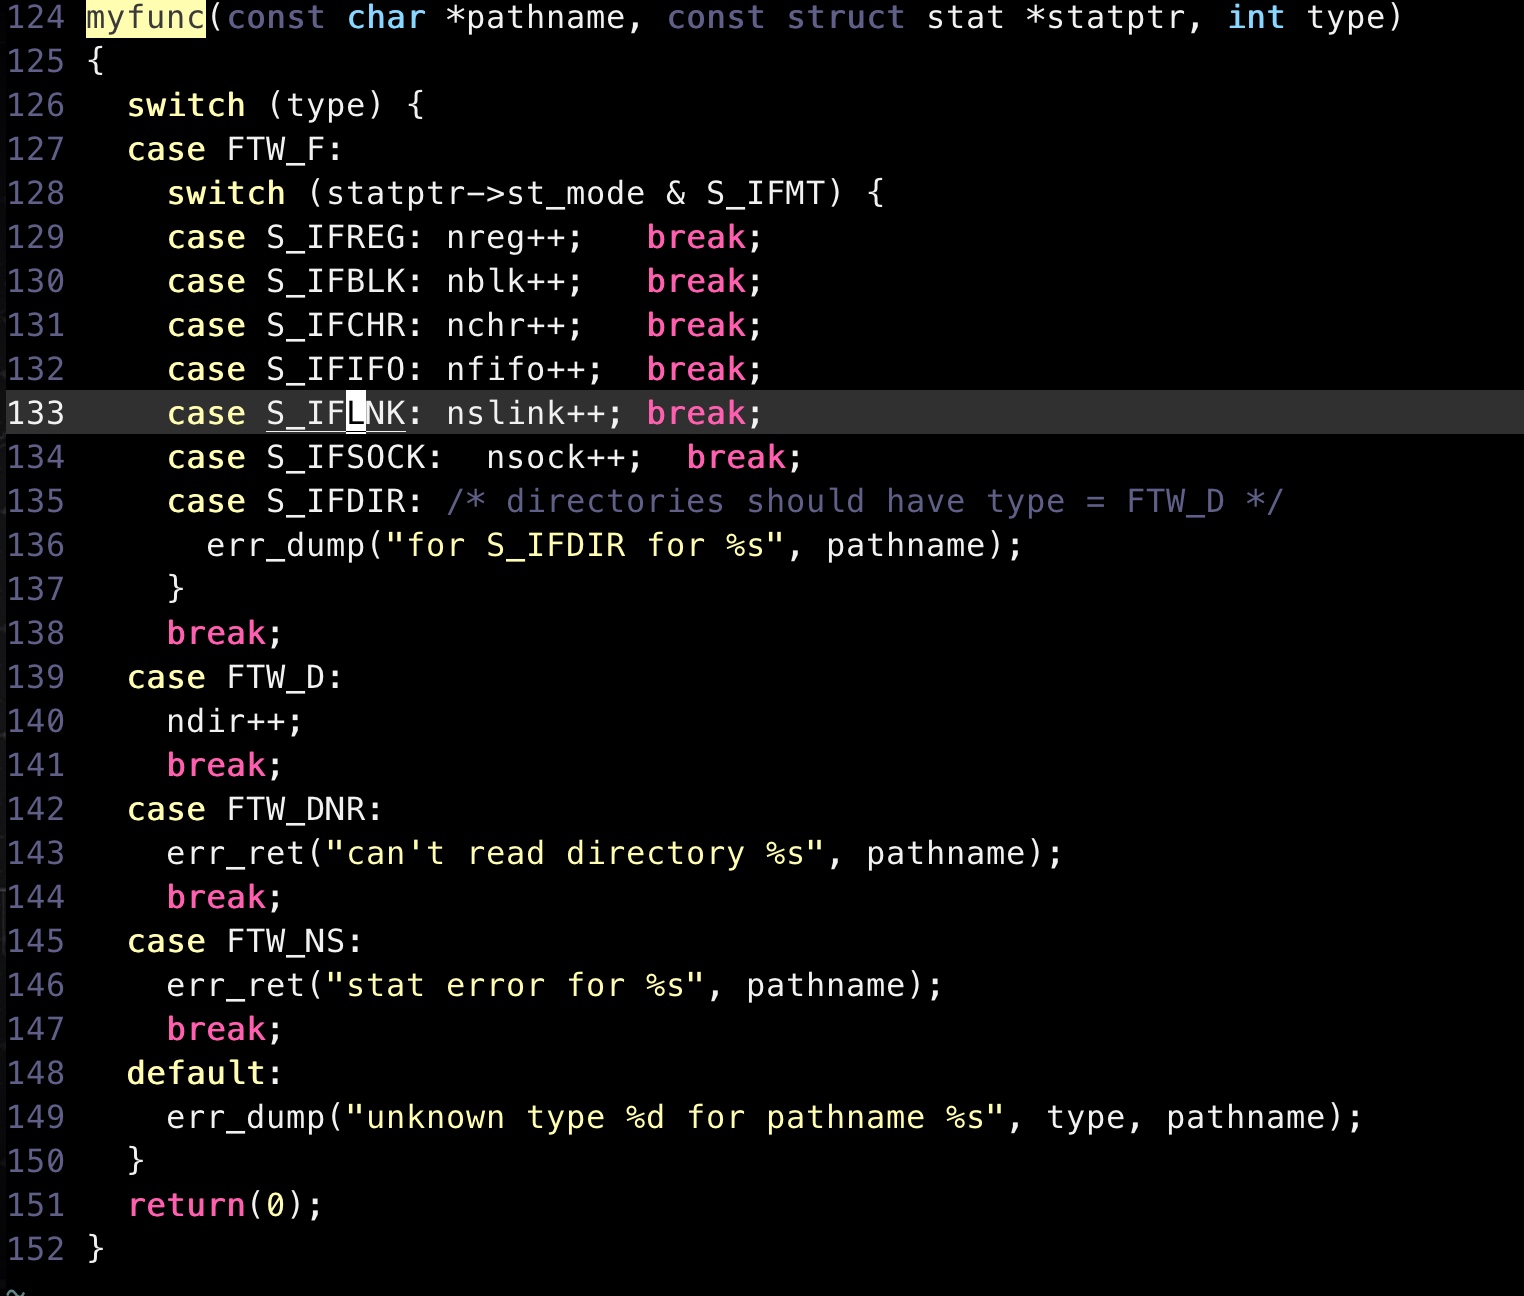 124 myfunc(const char *pathname, const struct stat *statptr, int type)
125 {
126   switch (type) {
127   case FTW_F:
128     switch (statptr->st_mode & S_IFMT) {
129     case S_IFREG: nreg++;   break;
130     case S_IFBLK: nblk++;   break;
131     case S_IFCHR: nchr++;   break;
132     case S_IFIFO: nfifo++;  break;
133     case S_IFLNK: nslink++; break;
134     case S_IFSOCK:  nsock++;  break;
135     case S_IFDIR: /* directories should have type = FTW_D */
136       err_dump("for S_IFDIR for %s", pathname);
137     }
138     break;
139   case FTW_D:
140     ndir++;
141     break;
142   case FTW_DNR:
143     err_ret("can't read directory %s", pathname);
144     break;
145   case FTW_NS:
146     err_ret("stat error for %s", pathname);
147     break;
148   default:
149     err_dump("unknown type %d for pathname %s", type, pathname);
150   }
151   return(0);
152 }
~